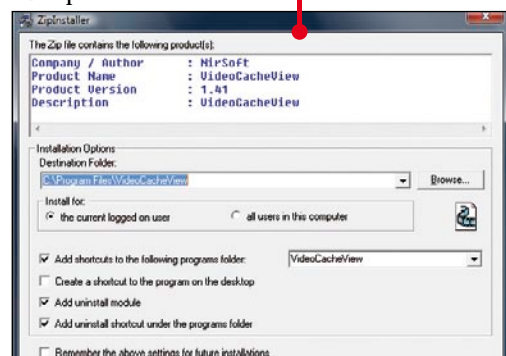 ZipInstaller
The Zip file contains the following product(s):
Company / Author : NirSoft
Product Name : VideoCacheView
Product Version : 1.41
Description : VideoCacheView
Installation Options
Destination Folder:
C:\Program Files\VideoCacheView
Browse...
Install for:
the current logged on user
all users in this computer
Add shortcuts to the following programs folder:
VideoCacheView
Create a shortcut to the program on the desktop
Add uninstall module
Add uninstall shortcut under the programs folder
Remember the above settings for future installations